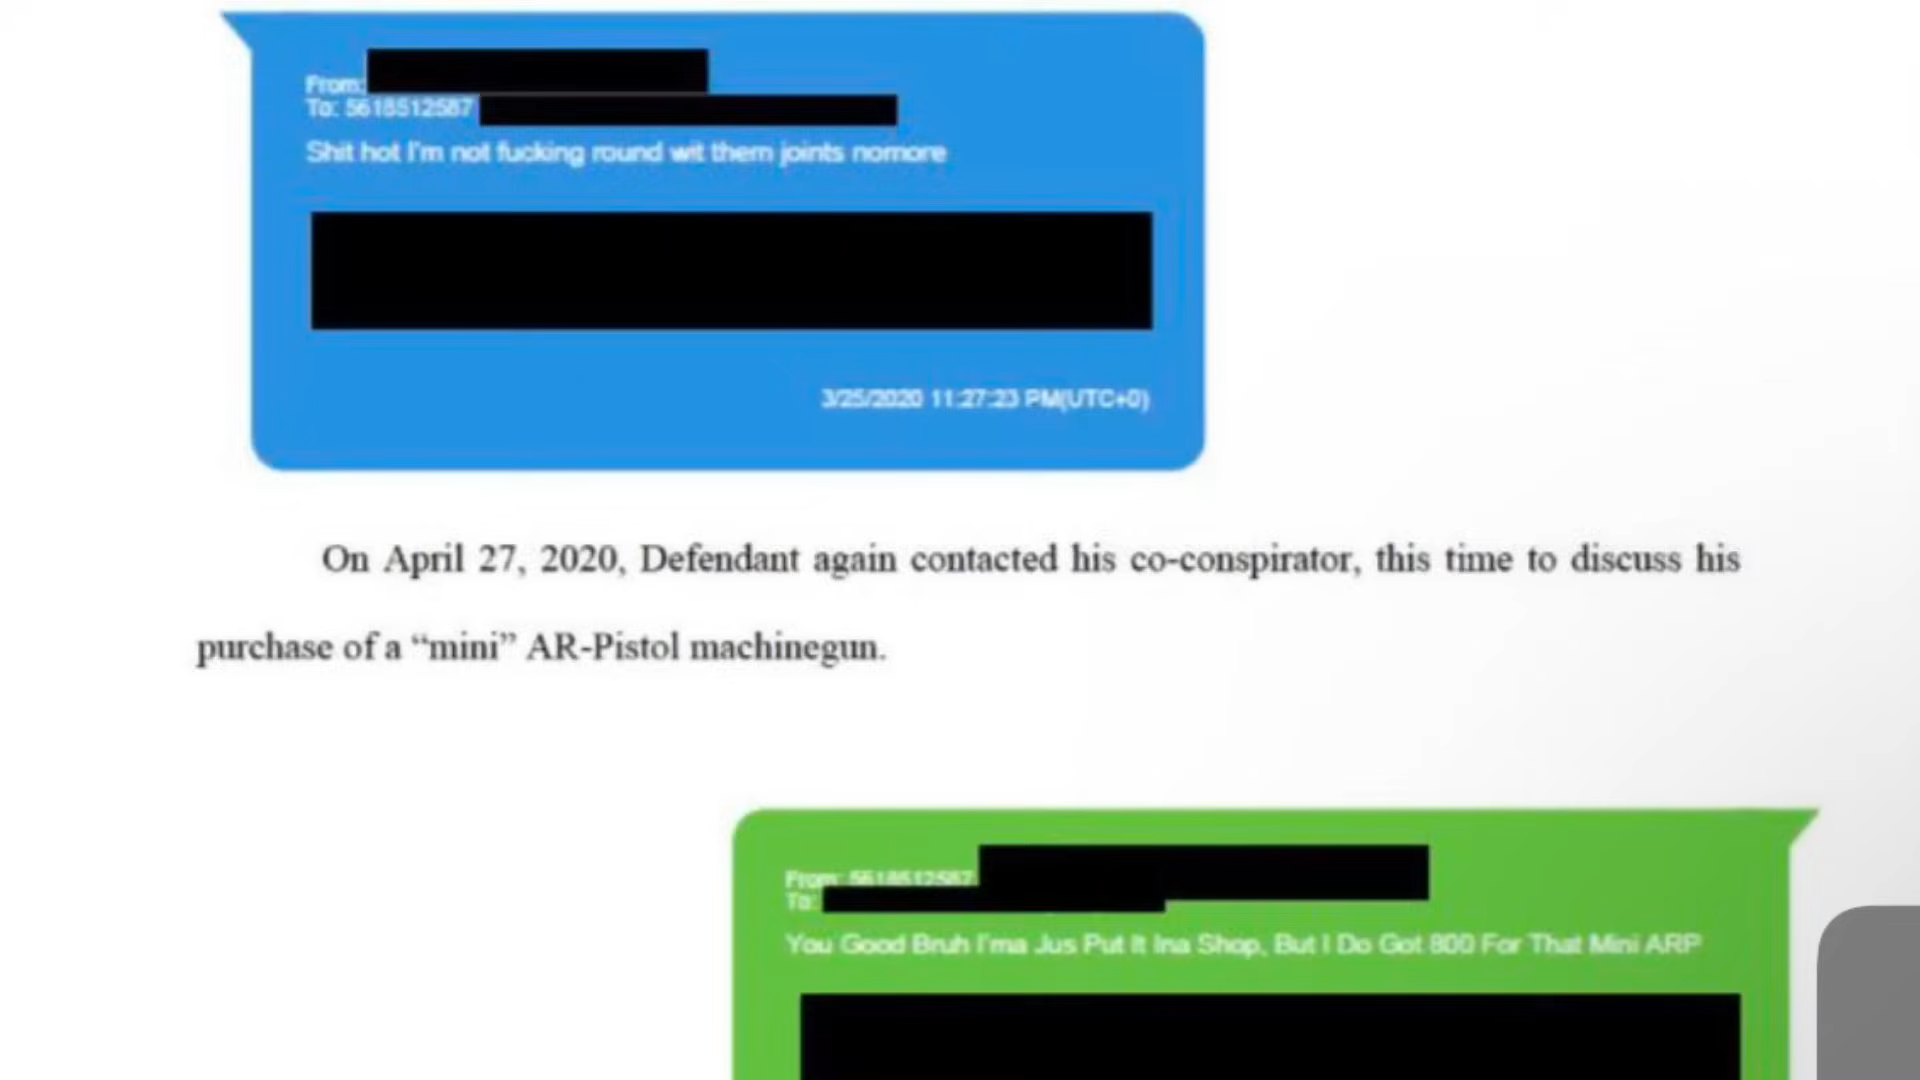 From:
To: 5618512587
Shit hot I'm not fucking round wit them joints nomore
3/25/2020 11:27:23 PM(UTC+0)
On April 27, 2020, Defendant again contacted his co-conspirator, this time to discuss his
purchase of a “mini” AR-Pistol machinegun.
From: 5618512587
To:
You Good Bruh I'ma Jus Put It Ina Shop, But I Do Got 800 For That Mini ARP